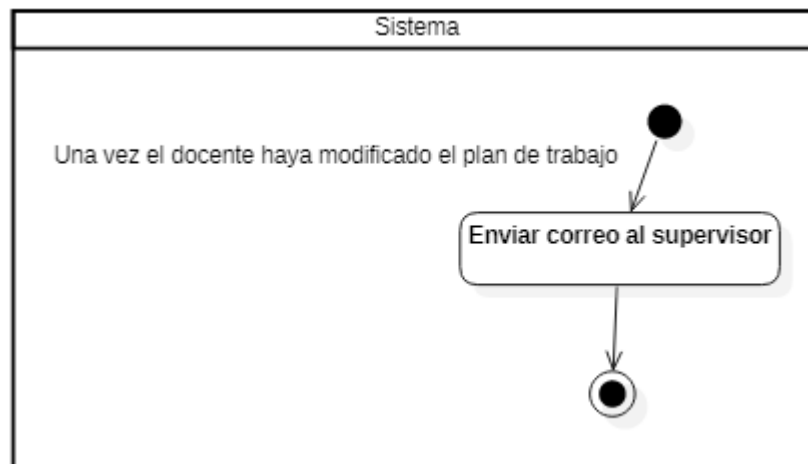 Sistema
Una vez el docente haya modificado el plan de trabajo
Enviar correo al supervisor